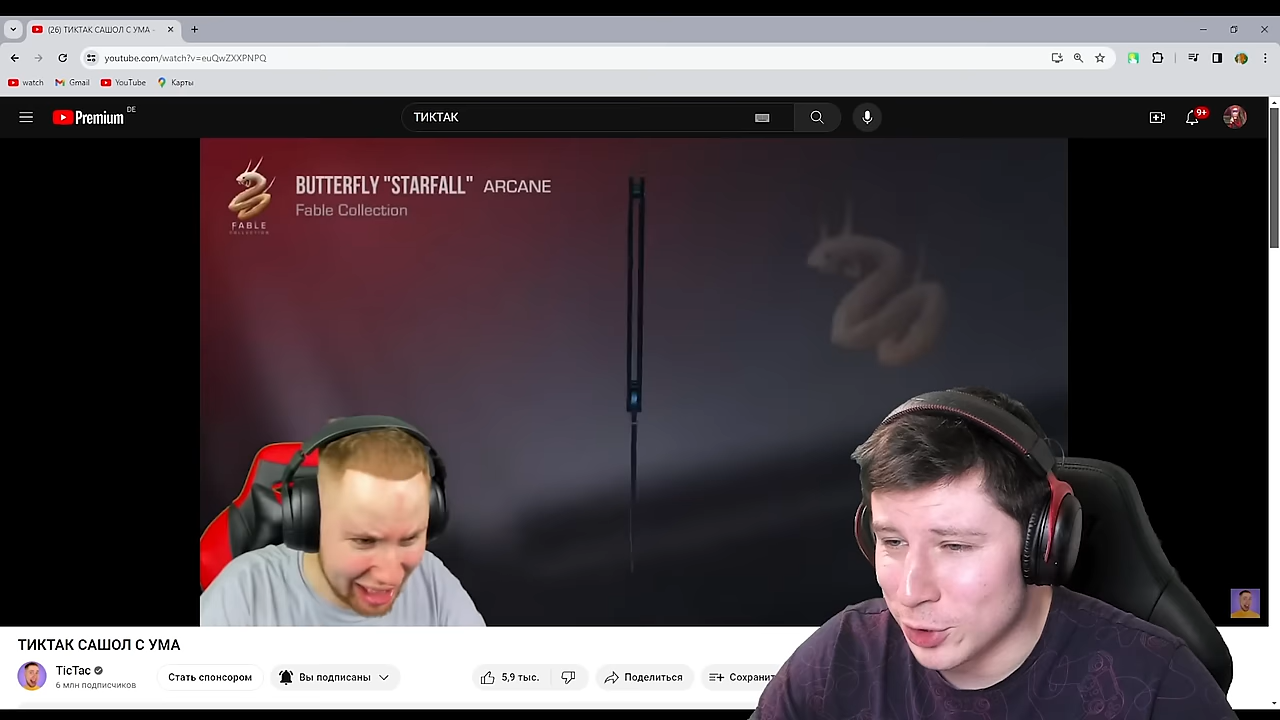 (26) ТИКТАК САШОЛ С УМА -
youtube.com/watch?v=euQwZXXPNPQ
watch
Gmail
YouTube
Карты
Premium DE
ТИКТАК
9+
BUTTERFLY "STARFALL" ARCANE
Fable Collection
FABLE
COLLECTION
ТИКТАК САШОЛ С УМА
TicTac
6 млн подписчиков
Стать спонсором
Вы подписаны
5,9 тыс.
Поделиться
Сохранит